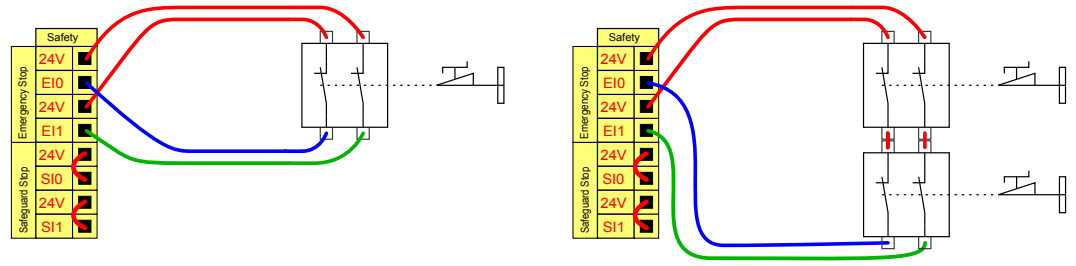 Safety
Emergency Stop
24V
EI0
24V
EI1
Safeguard Stop
24V
SI0
24V
SI1
Safety
Emergency Stop
24V
EI0
24V
EI1
Safeguard Stop
24V
SI0
24V
SI1